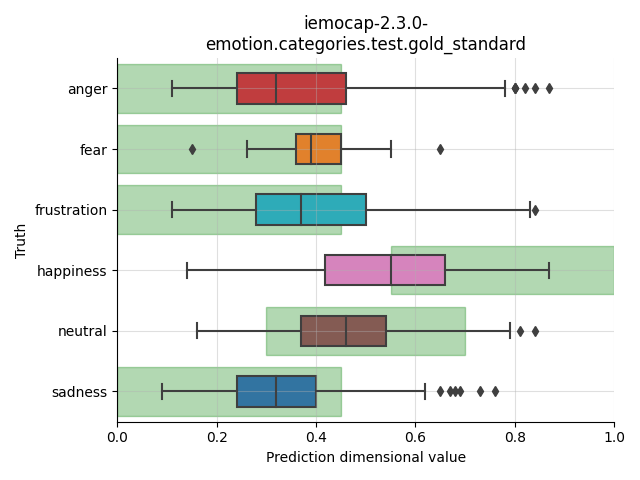 iemocap-2.3.0-
emotion.categories.test.gold_standard
anger
fear
frustration
happiness
neutral
sadness
Truth
0.0 0.2 0.4 0.6 0.8 1.0
Prediction dimensional value